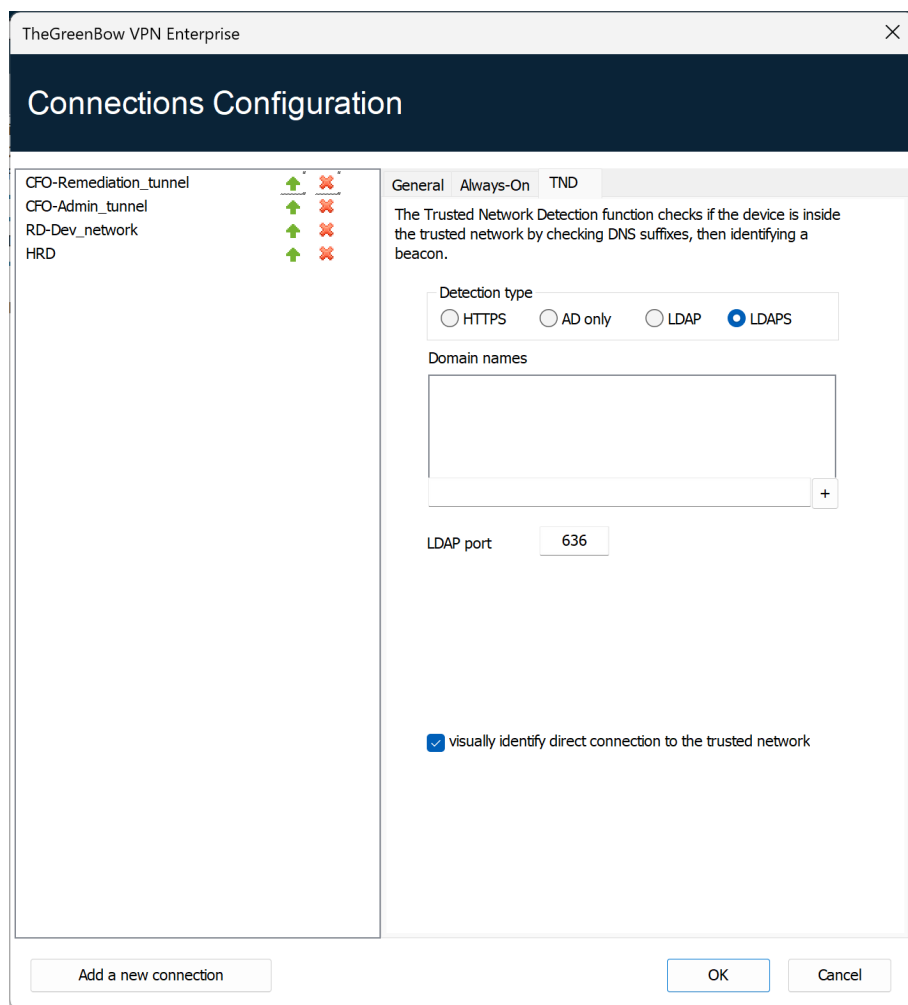 TheGreenBow VPN Enterprise
Connections Configuration
CFO-Remediation_tunnel
CFO-Admin_tunnel
RD-Dev_network
HRD
General Always-On TND
The Trusted Network Detection function checks if the device is inside
the trusted network by checking DNS suffixes, then identifying a
beacon.
Detection type
HTTPS AD only LDAP LDAPS
Domain names
+
LDAP port 636
visually identify direct connection to the trusted network
Add a new connection OK Cancel